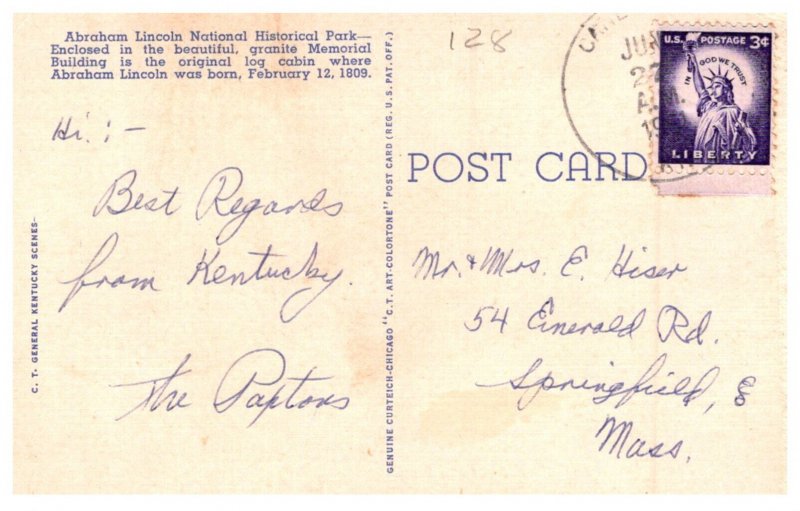 Abraham Lincoln National Historical Park—
Enclosed in the beautiful, granite Memorial
Building is the original log cabin where
Abraham Lincoln was born, February 12, 1809.
128
JUN
A.M.
U.S. POSTAGE 3¢
IN GOD WE TRUST
LIBERTY
Hi. : —
Best Regards
from Kentucky.
The Paptons
C. T. GENERAL KENTUCKY SCENES
GENUINE CURTEICH-CHICAGO "C. T. ART-COLORTONE" POST CARD (REG. U. S. PAT. OFF.)
POST CARD
Mr. & Mrs. E. Hiser
54 Emerald Rd.
Springfield, 8
Mass.